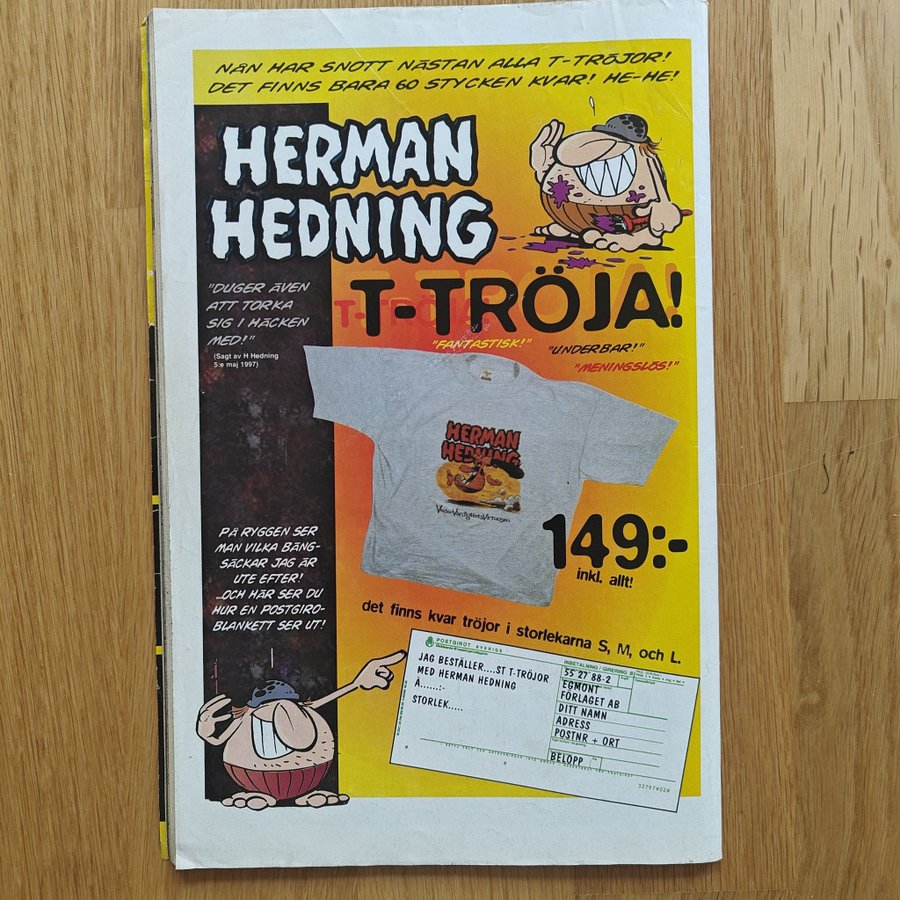 NÅN HAR SNOTT NÄSTAN ALLA T-TRÖJOR!
DET FINNS BARA 60 STYCKEN KVAR! HE-HE!
HERMAN
HEDNING
"DUGER ÄVEN
ATT TORKA
SIG I HÄCKEN
MED!"
(Sagt av H Hedning
5:e maj 1997)
T-TRÖJA!
"FANTASTISK!"
"UNDERBAR!"
"MENINGSLÖS!"
HERMAN
HEDNING
149:-
inkl. allt!
det finns kvar tröjor i storlekarna S, M, och L.
PÅ RYGGEN SER
MAN VILKA BÄNG-
SÄCKAR JAG ÄR
UTE EFTER!
..OCH HÄR SER DU
HUR EN POSTGIRO-
BLANKETT SER UT!
POSTGIROT SVERIGE
INBETALNING / GIRERING
JAG BESTÄLLER....ST T-TRÖJOR
MED HERMAN HEDNING
Á......:-
STORLEK.....
55 27 88-2
EGMONT
FÖRLAGET AB
DITT NAMN
ADRESS
POSTNR + ORT
BELOPP